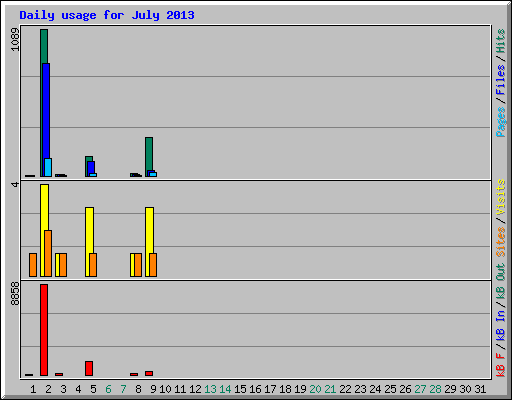 Daily usage for July 2013
1089
Pages/Files/Hits
4
Sites/Visits
8858
kB F/kB In/kB Out
1 2 3 4 5 6 7 8 9 10 11 12 13 14 15 16 17 18 19 20 21 22 23 24 25 26 27 28 29 30 31